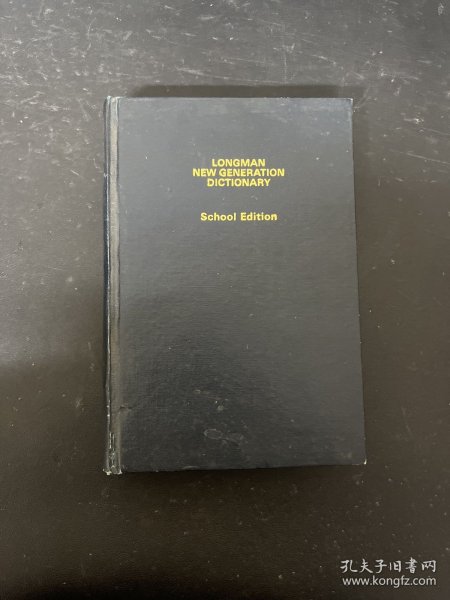 LONGMAN
NEW GENERATION
DICTIONARY
School Edition
孔夫子旧书网
www.kongfz.com